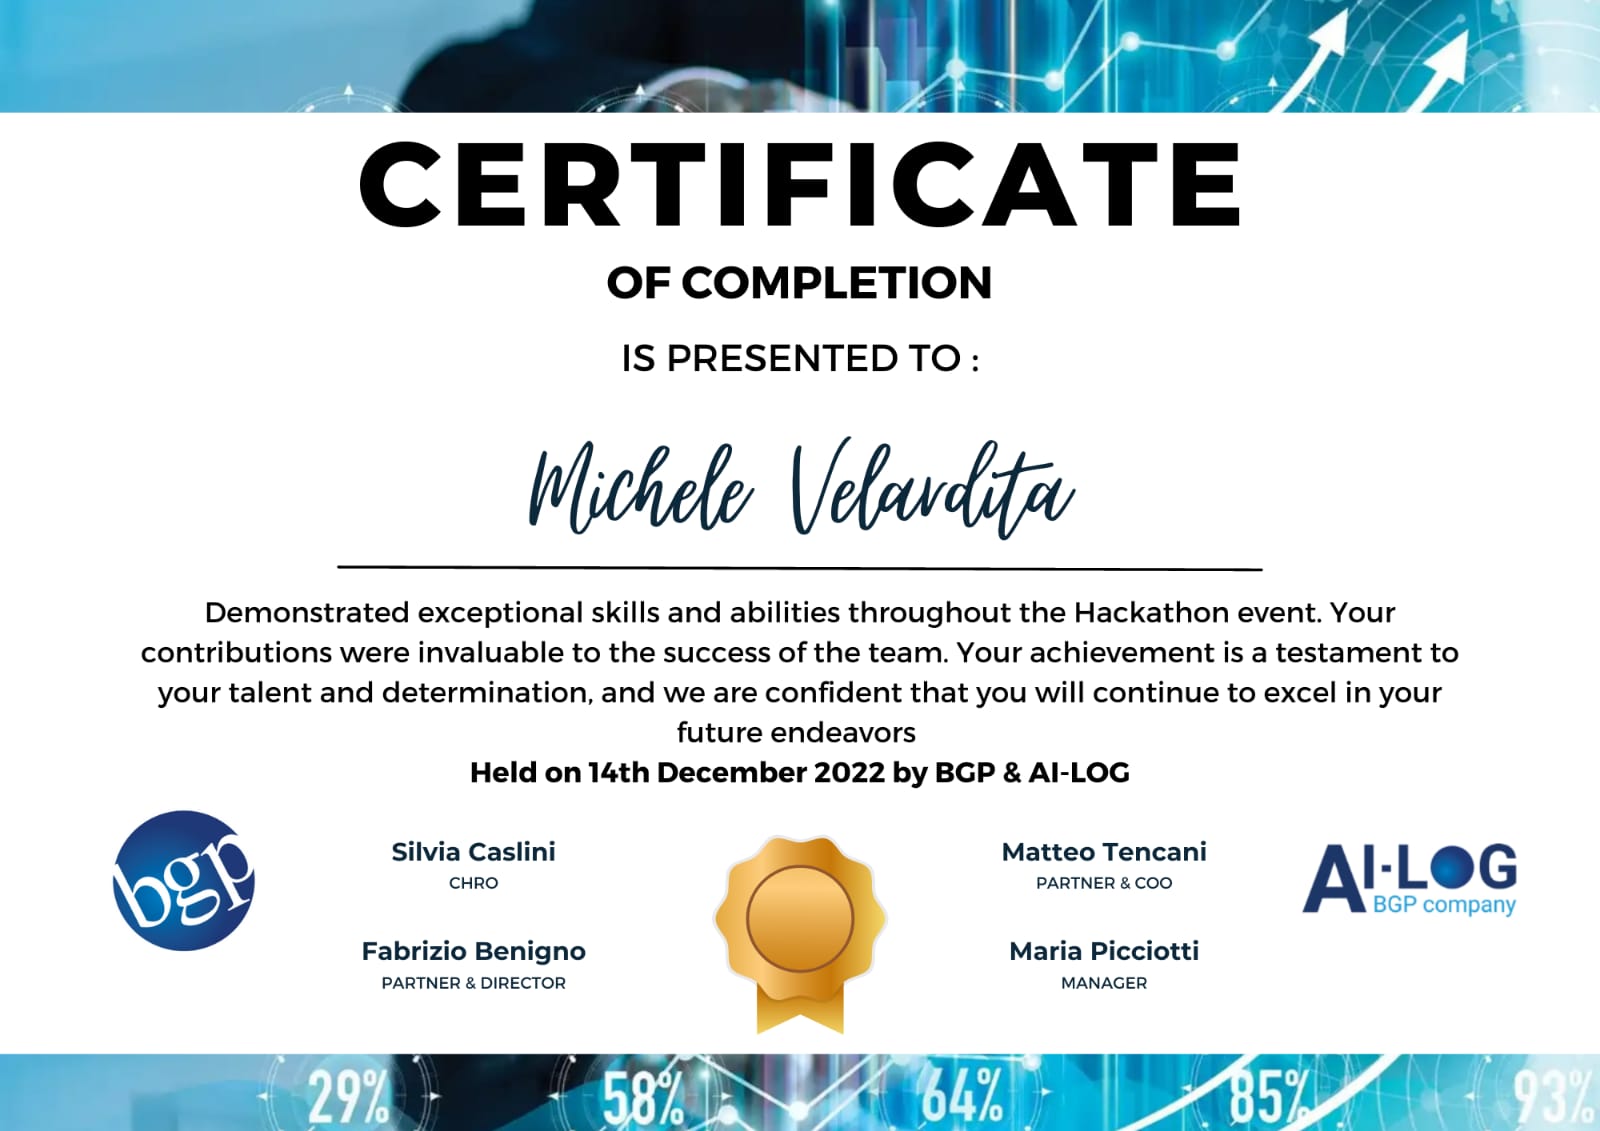 CERTIFICATE
OF COMPLETION
IS PRESENTED TO :
Michele Velardita
Demonstrated exceptional skills and abilities throughout the Hackathon event. Your
contributions were invaluable to the success of the team. Your achievement is a testament to
your talent and determination, and we are confident that you will continue to excel in your
future endeavors
Held on 14th December 2022 by BGP & AI-LOG
bgp
Silvia Caslini
CHRO
Fabrizio Benigno
PARTNER & DIRECTOR
Matteo Tencani
PARTNER & COO
Maria Picciotti
MANAGER
AI-LOG
BGP company
29% 58% 64% 85% 93%